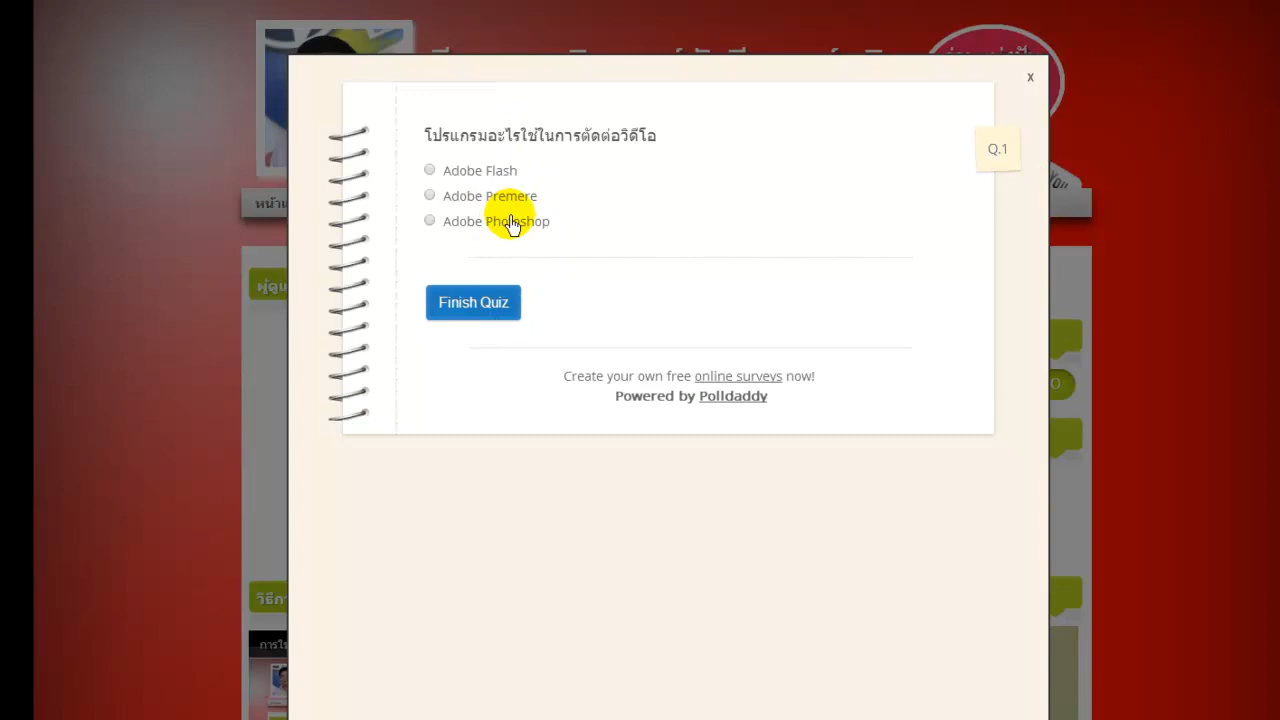 X
โปรแกรมอะไรใช้ในการตัดต่อวิดีโอ
Q.1
Adobe Flash
Adobe Premere
Adobe Photoshop
Finish Quiz
Create your own free online surveys now!
Powered by Polldaddy
You